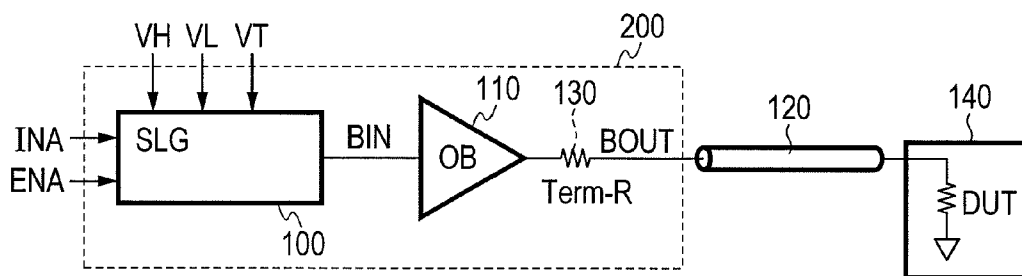 VH VL VT
200
INA
ENA
SLG
100
BIN
110
OB
130
Term-R
BOUT
120
140
DUT